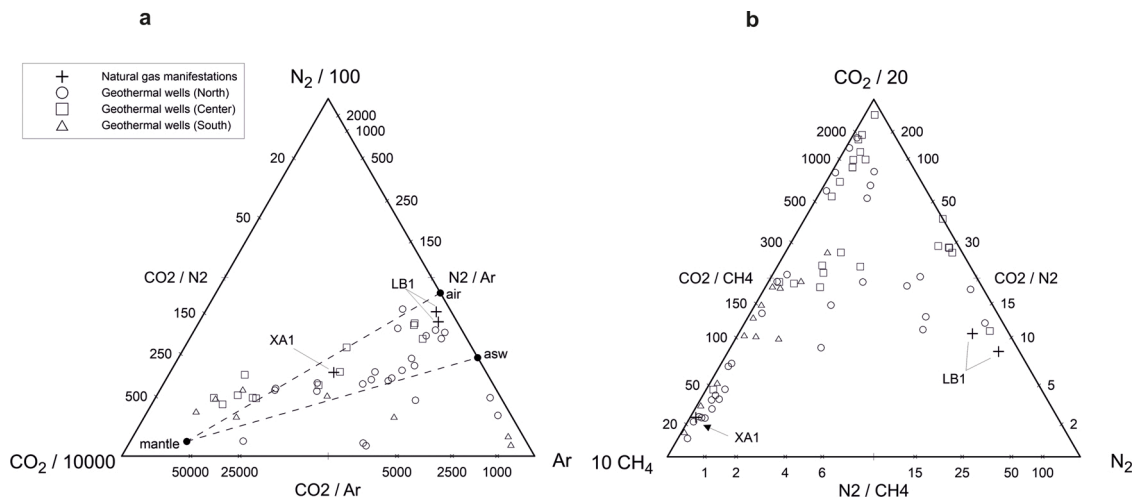 a
b
Natural gas manifestations
Geothermal wells (North)
Geothermal wells (Center)
Geothermal wells (South)
N2 / 100
2000
1000
20
500
250
50
150
CO2 / N2
N2 / Ar
LB1
air
150
XA1
asw
250
500
mantle
CO2 / 10000
Ar
50000
25000
5000
2500
1000
CO2 / Ar
CO2 / 20
2000
200
1000
100
500
50
300
30
CO2 / CH4
CO2 / N2
150
15
100
10
LB1
50
5
20
2
XA1
10 CH4
N2
1
2
4
6
15
25
50
100
N2 / CH4